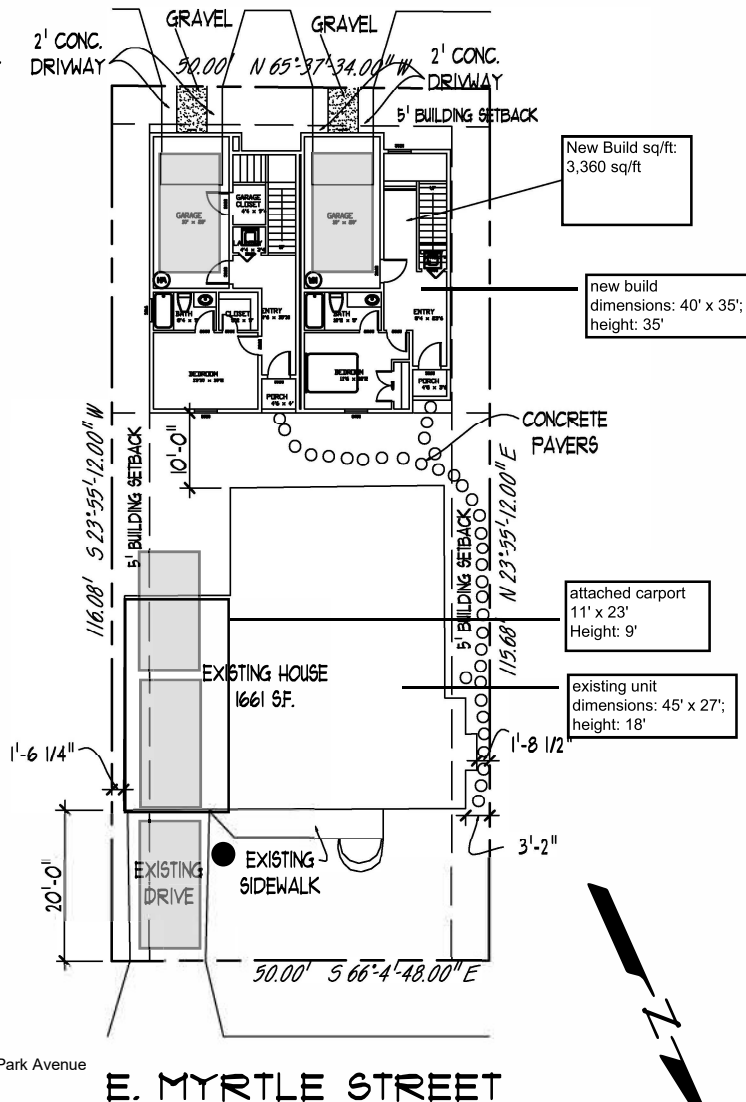 GRAVEL
GRAVEL
2' CONC.
DRIVWAY
50.00' N 65°-37'-34.00" W
2' CONC.
DRIVWAY
5' BUILDING SETBACK
New Build sq/ft:
3,360 sq/ft
GARAGE
GARAGE
CLOSET
LAUNDRY
GARAGE
new build
dimensions: 40' x 35';
height: 35'
BATH
CLOSET
ENTRY
BATH
ENTRY
BEDROOM
PORCH
BEDROOM
PORCH
CONCRETE
PAVERS
10'-0"
116.08' S 23°-55'-12.00" W
5' BUILDING SETBACK
5' BUILDING SETBACK
115.68' N 23°-55'-12.00" E
attached carport
11' x 23'
Height: 9'
EXISTING HOUSE
1661 S.F.
existing unit
dimensions: 45' x 27';
height: 18'
1'-6 1/4"
1'-8 1/2"
3'-2"
20'-0"
EXISTING
DRIVE
EXISTING
SIDEWALK
50.00' S 66°-4'-48.00" E
N
Park Avenue
E. MYRTLE STREET